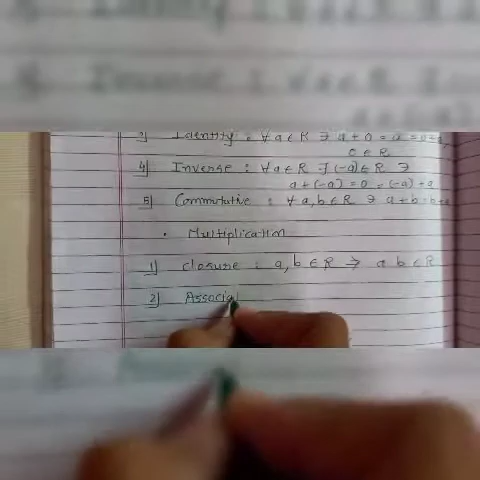 3) Identity : ∀ a ∈ R ∋ a + 0 = a = 0+a,
0 ∈ R
4) Inverse : ∀ a ∈ R ∃ (-a) ∈ R ∋
a + (-a) = 0 = (-a) + a
5) Commutative : ∀ a, b ∈ R ∋ a + b = b+a
• Multiplication
1) closure : a, b ∈ R ⇒ a b ∈ R
2) Associa